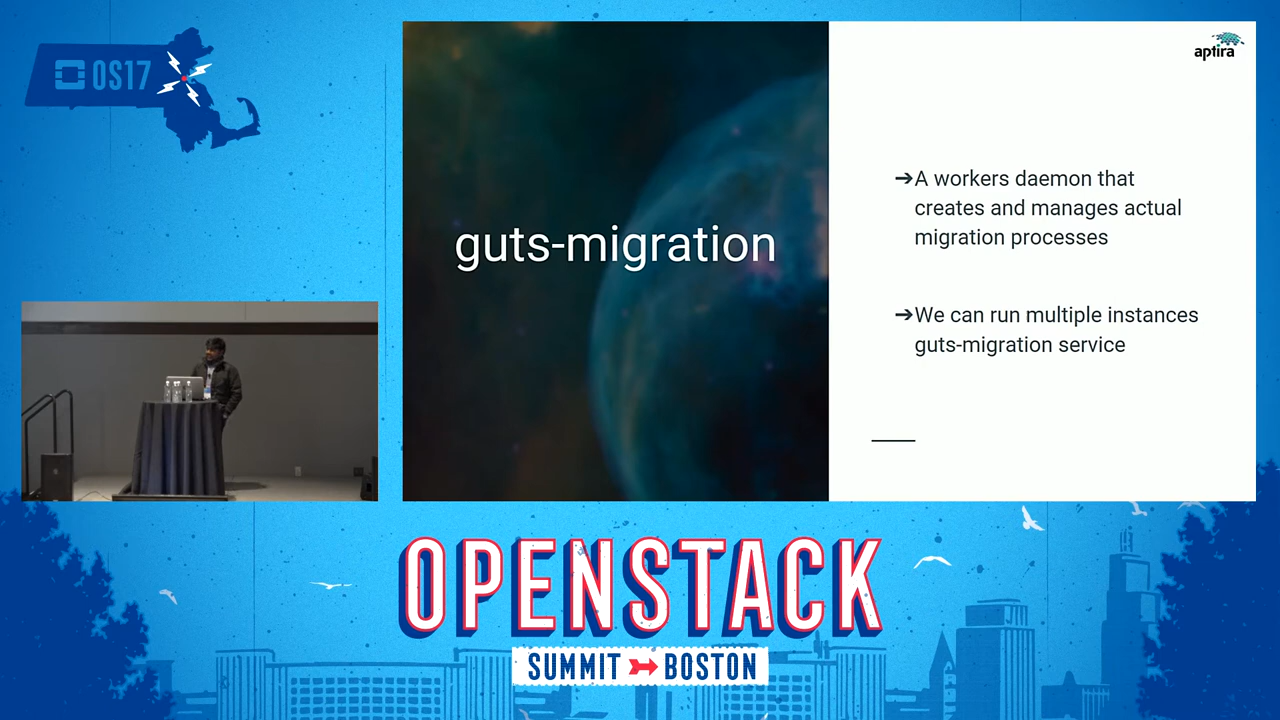 OS17
aptira
guts-migration
➔A workers daemon that
creates and manages actual
migration processes
➔We can run multiple instances
guts-migration service
OPENSTACK
SUMMIT BOSTON